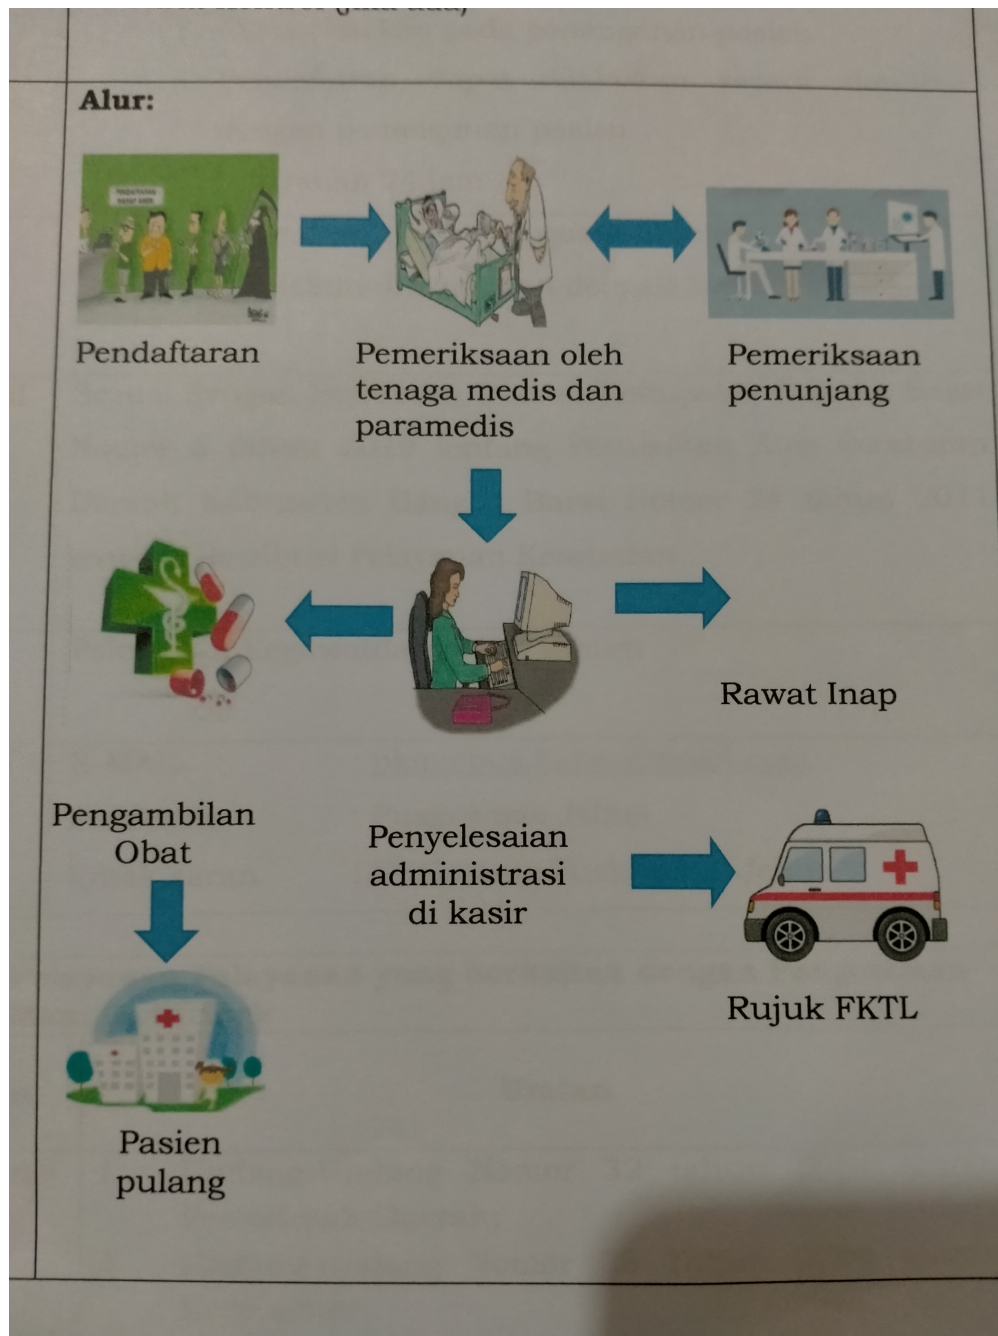 Alur:
Pendaftaran
Pemeriksaan oleh
tenaga medis dan
paramedis
Pemeriksaan
penunjang
Rawat Inap
Pengambilan
Obat
Penyelesaian
administrasi
di kasir
Rujuk FKTL
Pasien
pulang